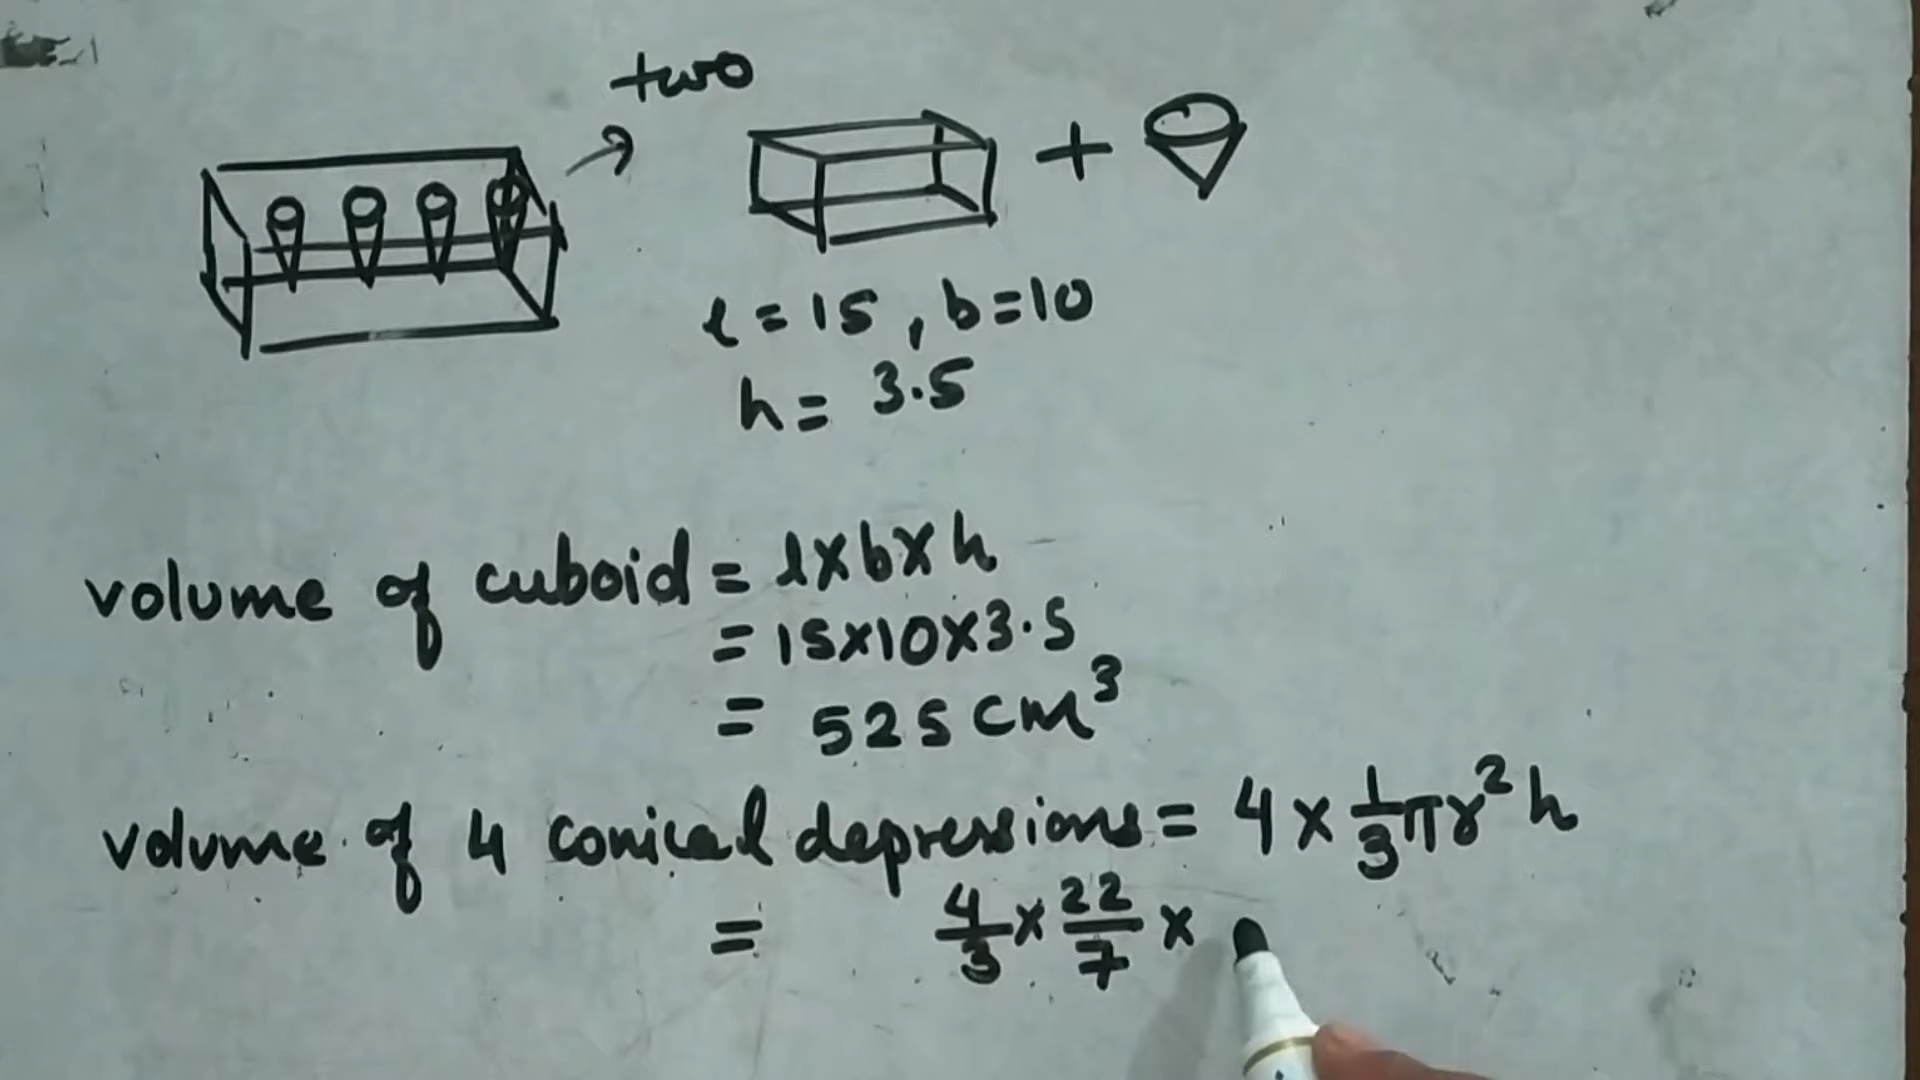 two
+
l = 15, b = 10
h = 3.5
volume of cuboid = l×b×h
= 15×10×3.5
= 525 cm³
volume of 4 conical depressions = 4 × 1/3 πr²h
= 4/3 × 22/7 ×